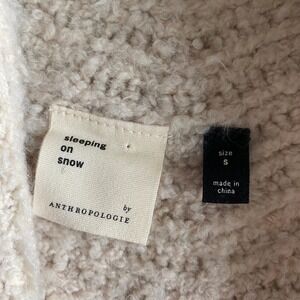 sleeping
on
snow
by
ANTHROPOLOGIE
size
s
made in
china